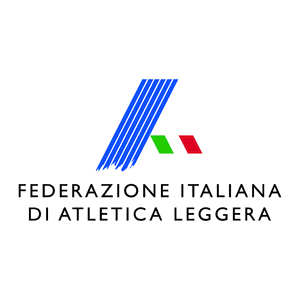 FEDERAZIONE ITALIANA
DI ATLETICA LEGGERA